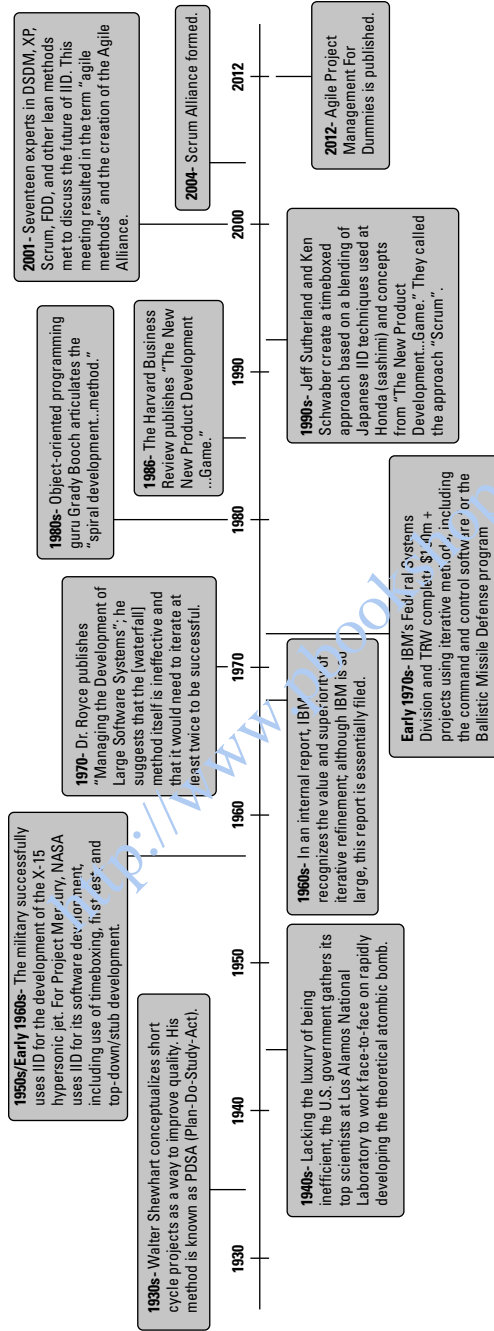 1930s- Walter Shewhart conceptualizes short
cycle projects as a way to improve quality. His
method is known as PDSA (Plan-Do-Study-Act).
1950s/Early 1960s- The military successfully
uses IID for the development of the X-15
hypersonic jet. For Project Mercury, NASA
uses IID for its software development,
including use of timeboxing, first test, and
top-down/stub development.
1970- Dr. Royce publishes
“Managing the Development of
Large Software Systems”; he
suggests that the [waterfall]
method itself is ineffective and
that it would need to iterate at
least twice to be successful.
1980s- Object-oriented programming
guru Grady Booch articulates the
“spiral development...method.”
1986- The Harvard Business
Review publishes “The New
New Product Development
...Game.”
2001- Seventeen experts in DSDM, XP,
Scrum, FDD, and other lean methods
met to discuss the future of IID. This
meeting resulted in the term “agile
methods” and the creation of the Agile
Alliance.
2004- Scrum Alliance formed.
1930 1940 1950 1960 1970 1980 1990 2000 2012
1940s- Lacking the luxury of being
inefficient, the U.S. government gathers its
top scientists at Los Alamos National
Laboratory to work face-to-face on rapidly
developing the theoretical atomic bomb.
1960s- In an internal report, IBM
recognizes the value and superiority of
iterative refinement; although IBM is so
large, this report is essentially filed.
Early 1970s- IBM’s Federal Systems
Division and TRW complete +
projects using iterative methods, including
the command and control software for the
Ballistic Missile Defense program
1990s- Jeff Sutherland and Ken
Schwaber create a timeboxed
approach based on a blending of
Japanese IID techniques used at
Honda (sashimi) and concepts
from “The New Product
Development...Game.” They called
the approach “Scrum”.
2012- Agile Project
Management For
Dummies is published.